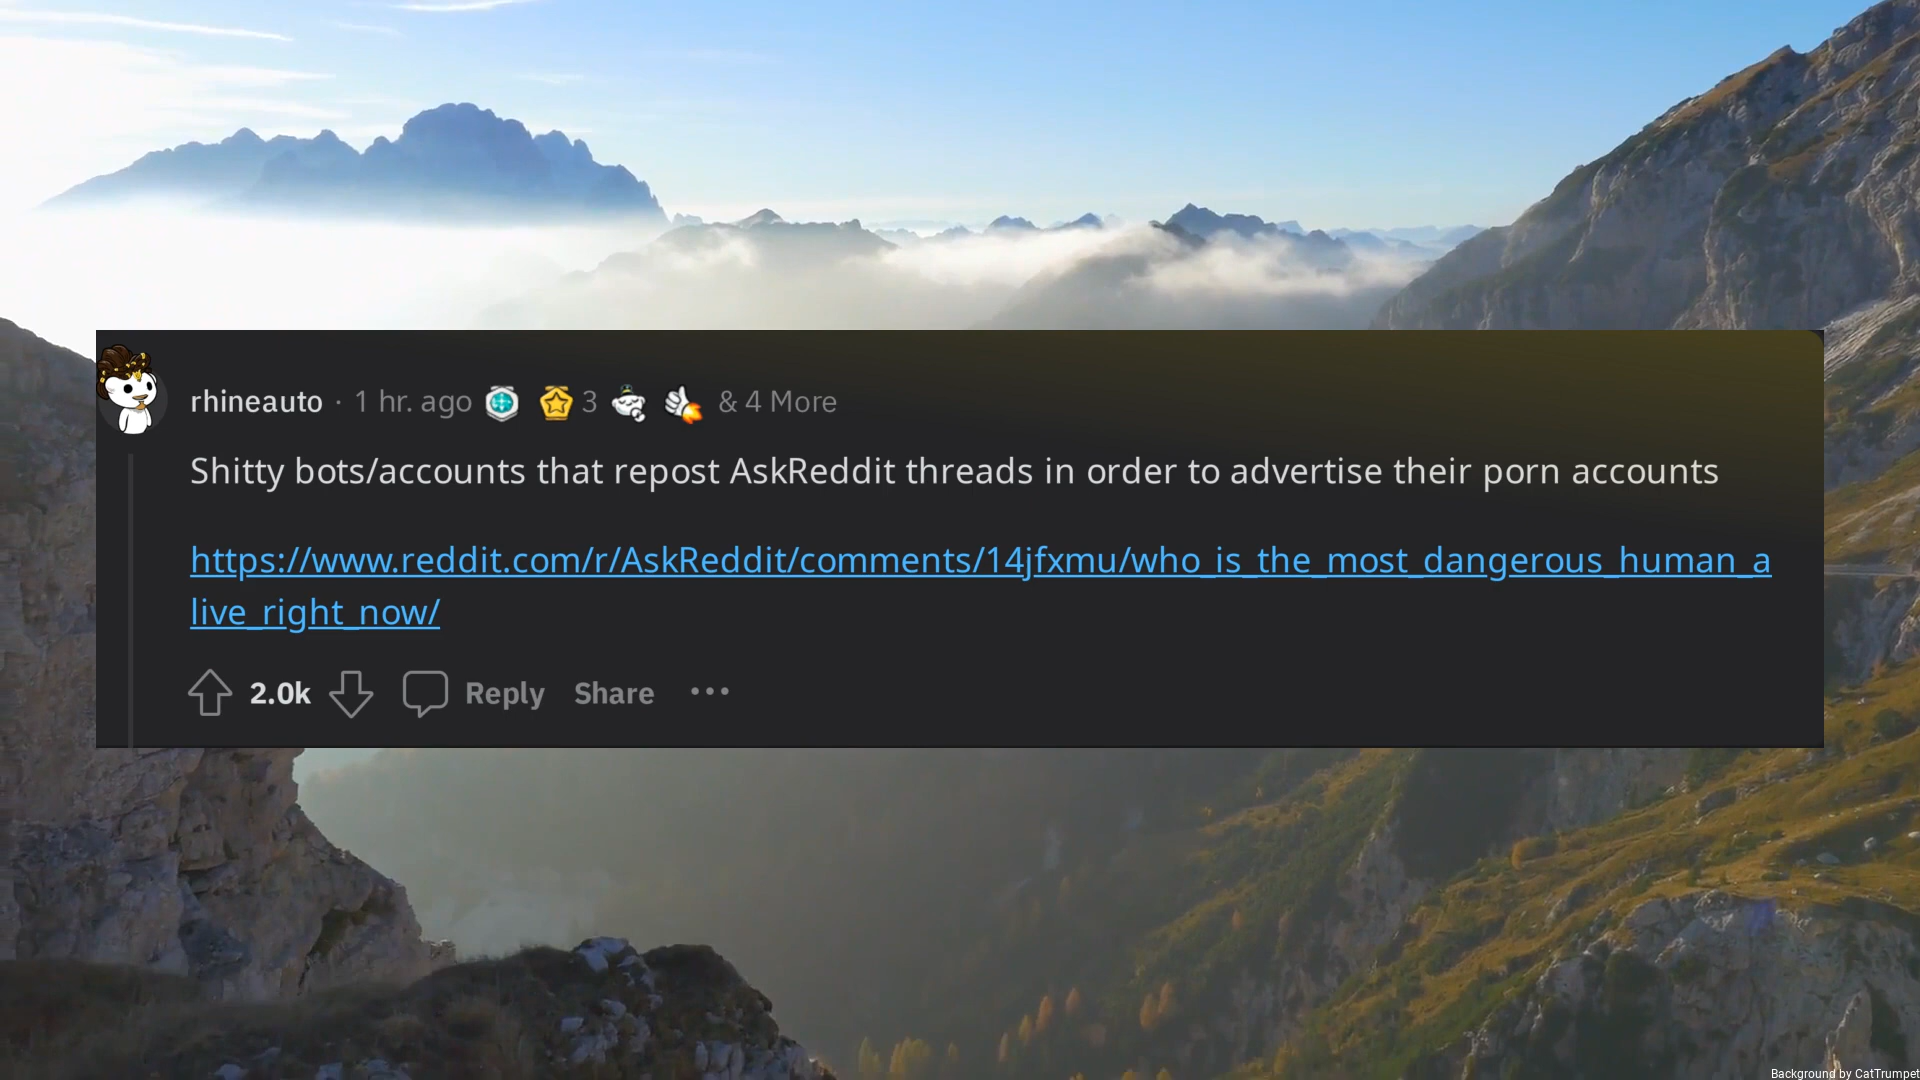 rhineauto · 1 hr. ago 3 & 4 More
Shitty bots/accounts that repost AskReddit threads in order to advertise their porn accounts
https://www.reddit.com/r/AskReddit/comments/14jfxmu/who_is_the_most_dangerous_human_a
live_right_now/
2.0k Reply Share ···
Background by CatTrumpet